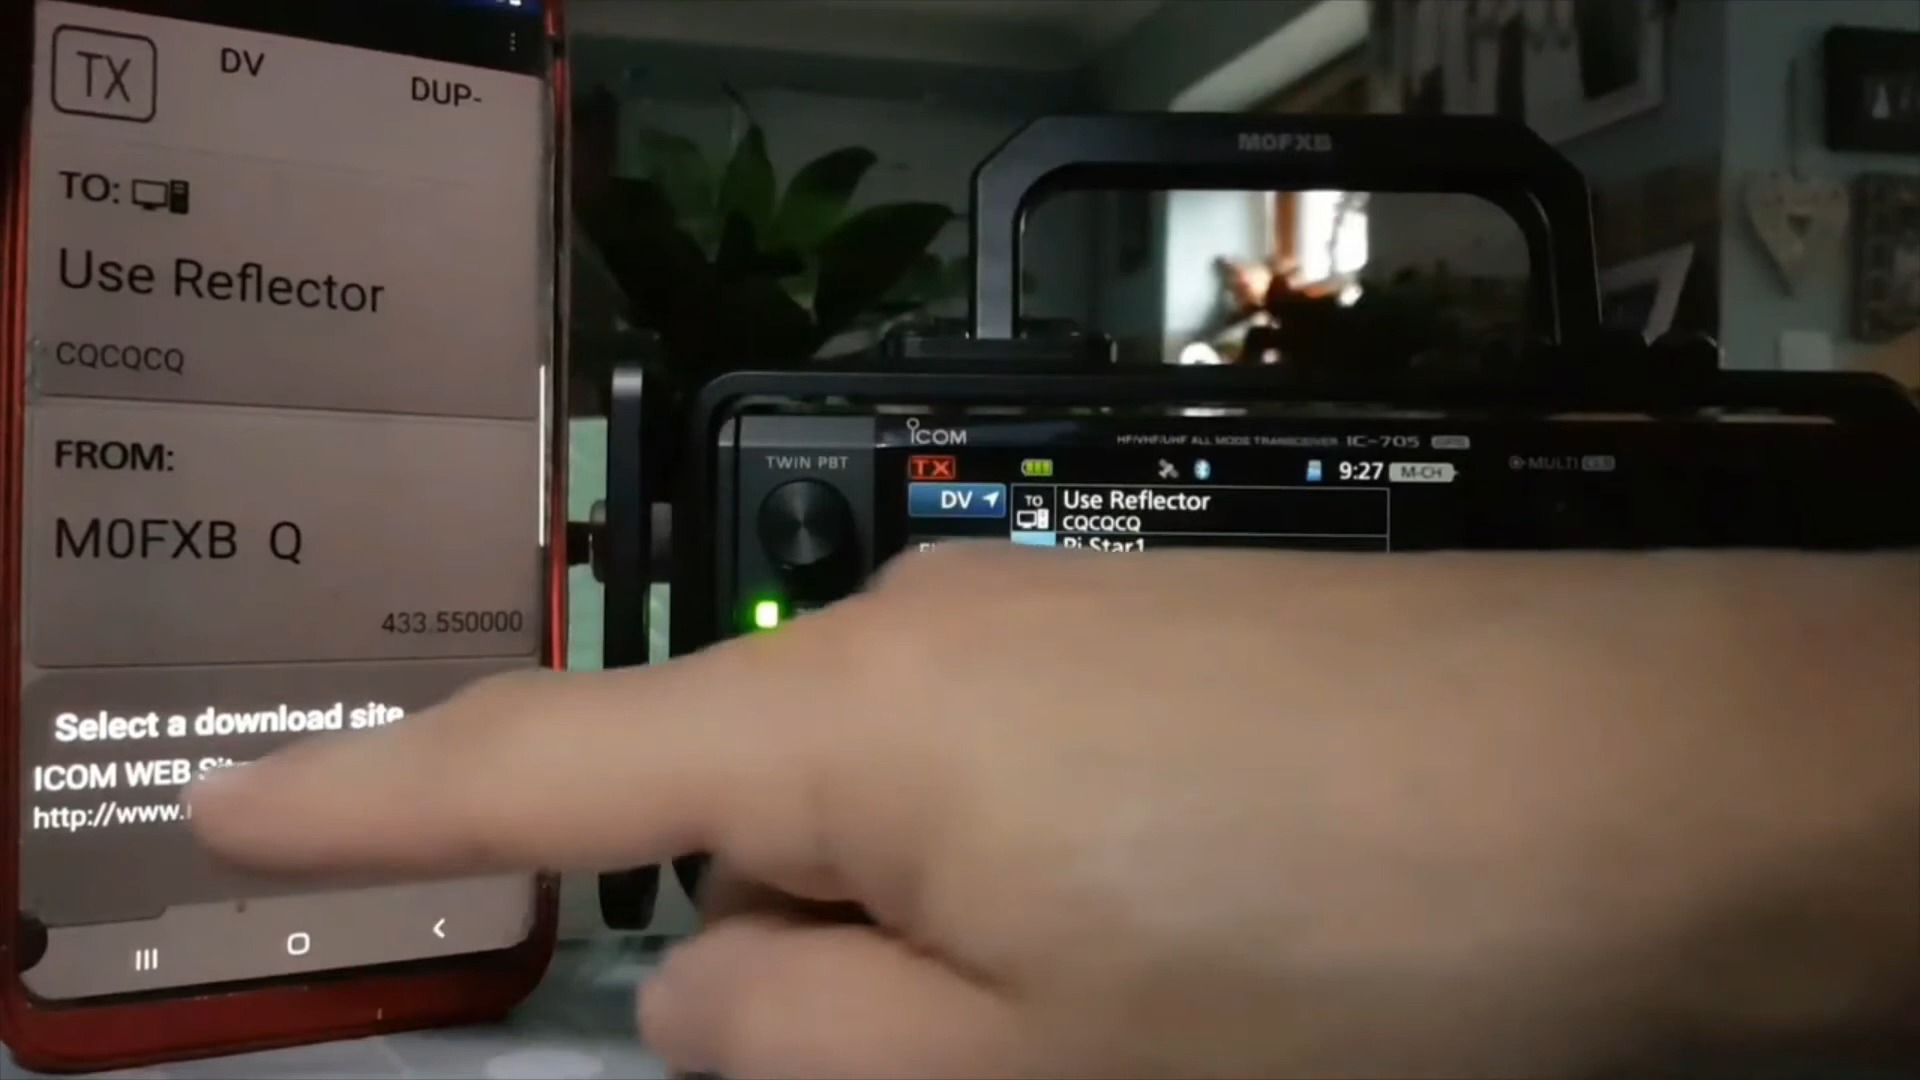 TX
DV
DUP-
TO:
Use Reflector
CQCQCQ
FROM:
M0FXB Q
433.550000
Select a download site
ICOM WEB
http://www.
M0FXB
ICOM
HF/VHF/UHF ALL MODE TRANSCEIVER IC-705
TWIN PBT
TX
9:27 M-CH
MULTI
DV
TO
Use Reflector
CQCQCQ
Pi Star1